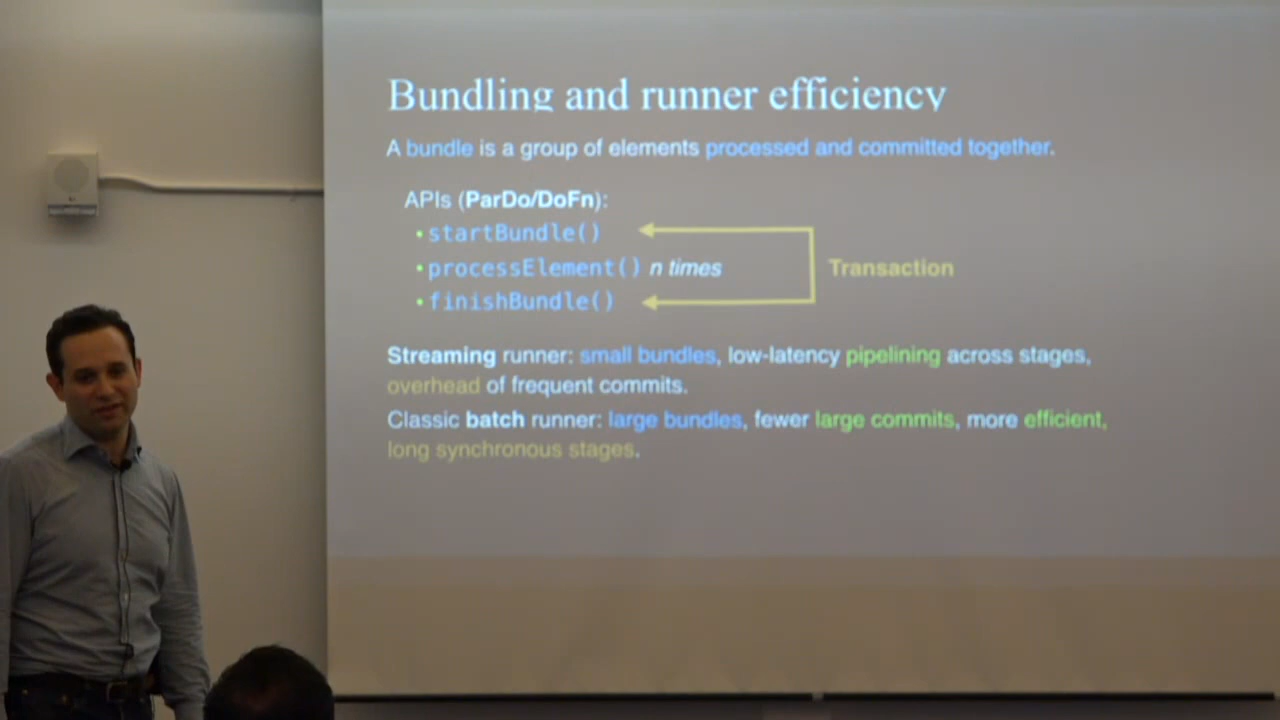 Bundling and runner efficiency
A bundle is a group of elements processed and committed together.
APIs (ParDo/DoFn):
• startBundle()
• processElement() n times
• finishBundle()
Transaction
Streaming runner: small bundles, low-latency pipelining across stages,
overhead of frequent commits.
Classic batch runner: large bundles, fewer large commits, more efficient,
long synchronous stages.